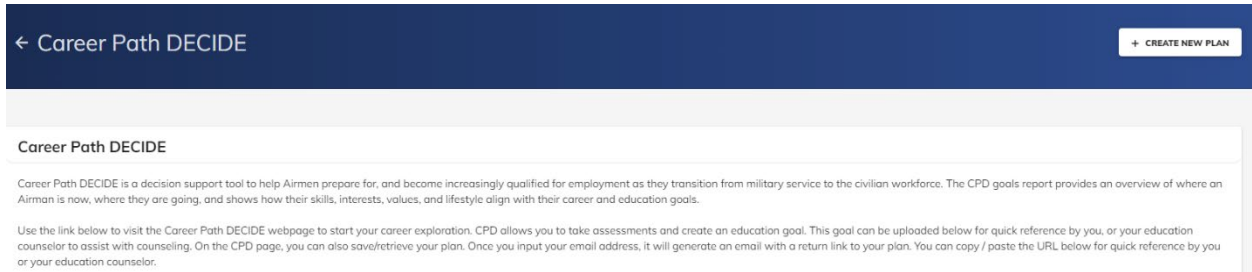 ← Career Path DECIDE
+ CREATE NEW PLAN
Career Path DECIDE
Career Path DECIDE is a decision support tool to help Airmen prepare for, and become increasingly qualified for employment as they transition from military service to the civilian workforce. The CPD goals report provides an overview of where an
Airman is now, where they are going, and shows how their skills, interests, values, and lifestyle align with their career and education goals.
Use the link below to visit the Career Path DECIDE webpage to start your career exploration. CPD allows you to take assessments and create an education goal. This goal can be uploaded below for quick reference by you, or your education
counselor to assist with counseling. On the CPD page, you can also save/retrieve your plan. Once you input your email address, it will generate an email with a return link to your plan. You can copy / paste the URL below for quick reference by you
or your education counselor.